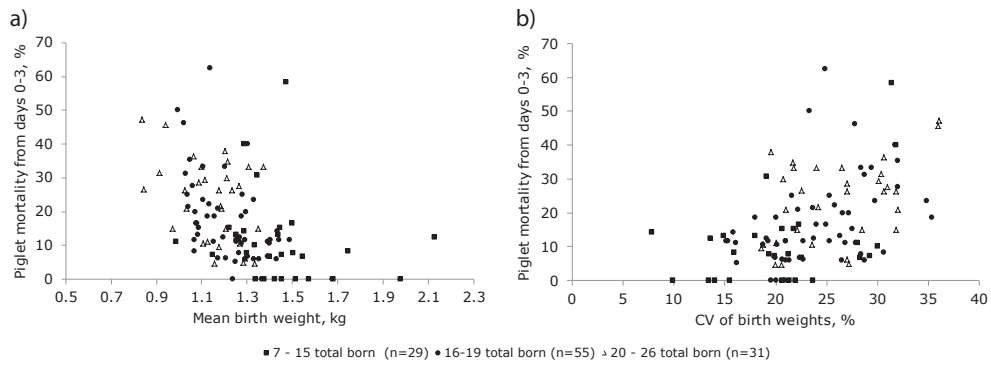 a)
Piglet mortality from days 0-3, %
70
60
50
40
30
20
10
0
0.5 0.7 0.9 1.1 1.3 1.5 1.7 1.9 2.1 2.3
Mean birth weight, kg
b)
Piglet mortality from days 0-3, %
70
60
50
40
30
20
10
0
0 5 10 15 20 25 30 35 40
CV of birth weights, %
7 - 15 total born (n=29) 16-19 total born (n=55) 20 - 26 total born (n=31)